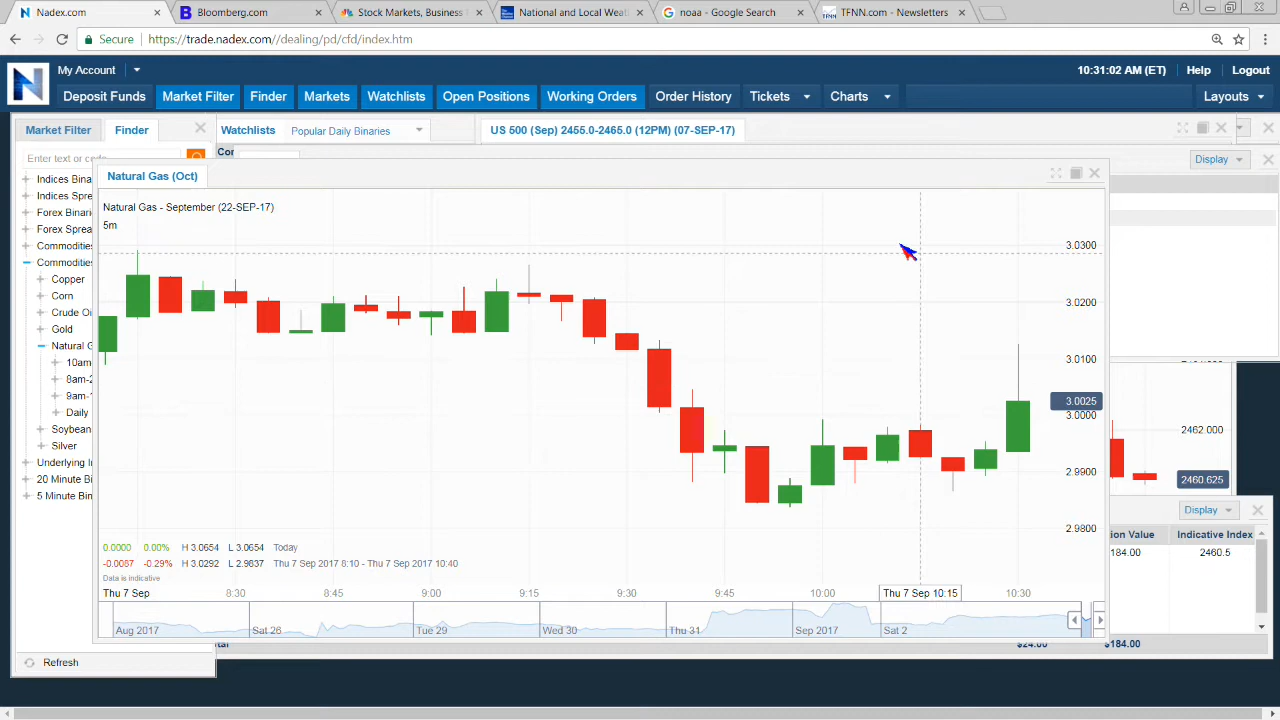 Nadex.com
Bloomberg.com
Stock Markets, Business
National and Local Weat
noaa - Google Search
TFNN.com - Newsletters
Secure
https://trade.nadex.com//dealing/pd/cfd/index.htm
My Account
10:31:02 AM (ET)
Help
Logout
Deposit Funds
Market Filter
Finder
Markets
Watchlists
Open Positions
Working Orders
Order History
Tickets
Charts
Layouts
Market Filter
Finder
Watchlists
Popular Daily Binaries
US 500 (Sep) 2455.0-2465.0 (12PM) (07-SEP-17)
Enter text or code
Display
Indices Bina
Indices Spre
Forex Binari
Forex Sprea
Commodities
Commodities
Copper
Corn
Crude Oi
Gold
Natural G
10am
8am-2
9am-1
Daily
Soybean
Silver
Underlying In
20 Minute Bin
5 Minute Bin
Refresh
Natural Gas (Oct)
Natural Gas - September (22-SEP-17)
5m
3.0300
3.0200
3.0100
3.0025
3.0000
2.9900
2.9800
0.0000 0.00% H 3.0654 L 3.0654 Today
-0.0087 -0.29% H 3.0292 L 2.9837 Thu 7 Sep 2017 8:10 - Thu 7 Sep 2017 10:40
Data is indicative
Thu 7 Sep
8:30
8:45
9:00
9:15
9:30
9:45
10:00
Thu 7 Sep 10:15
10:30
Aug 2017
Sat 26
Tue 29
Wed 30
Thu 31
Sep 2017
Sat 2
2462.000
2460.625
Display
ion Value
Indicative Index
184.00
2460.5
$24.00
$184.00